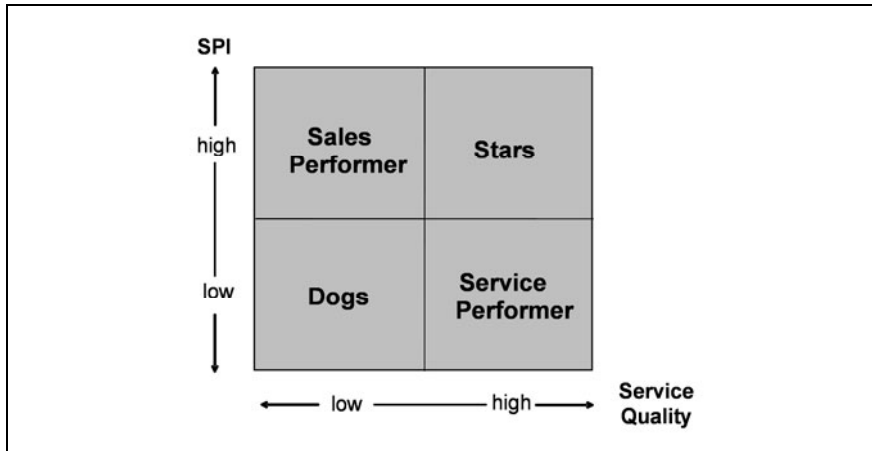 SPI
high
Sales
Performer
Stars
low
Dogs
Service
Performer
low
high
Service
Quality